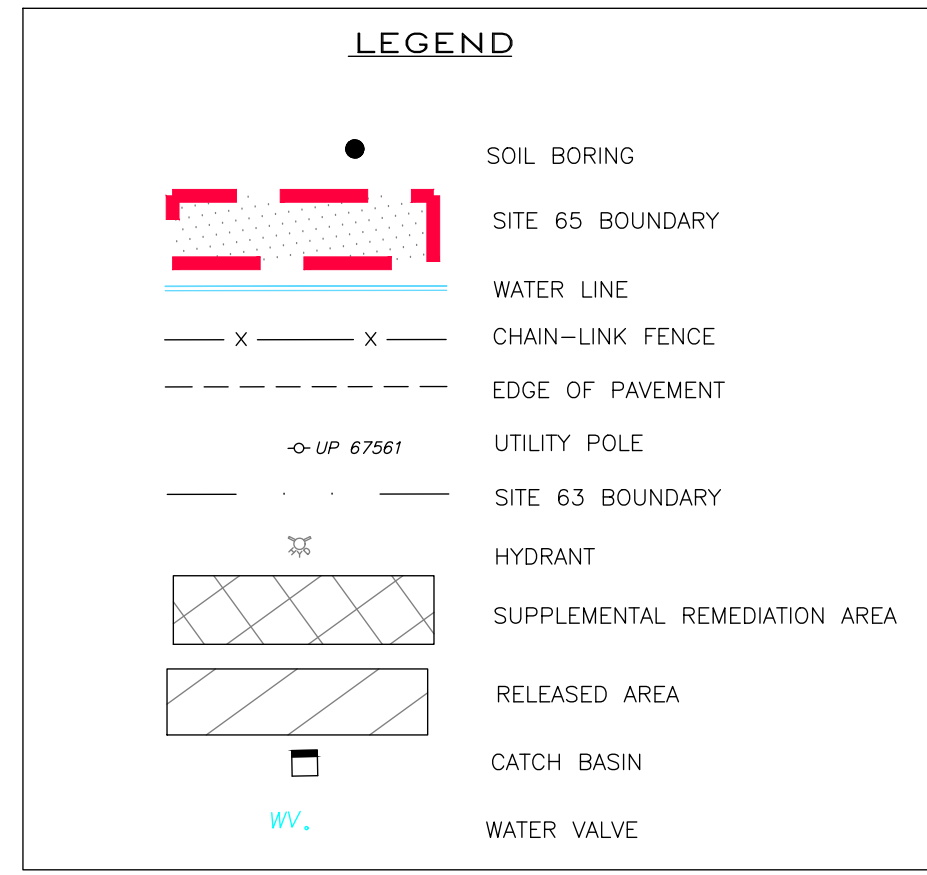 LEGEND
SOIL BORING
SITE 65 BOUNDARY
WATER LINE
X X CHAIN-LINK FENCE
EDGE OF PAVEMENT
UP 67561 UTILITY POLE
SITE 63 BOUNDARY
HYDRANT
SUPPLEMENTAL REMEDIATION AREA
RELEASED AREA
CATCH BASIN
WV. WATER VALVE